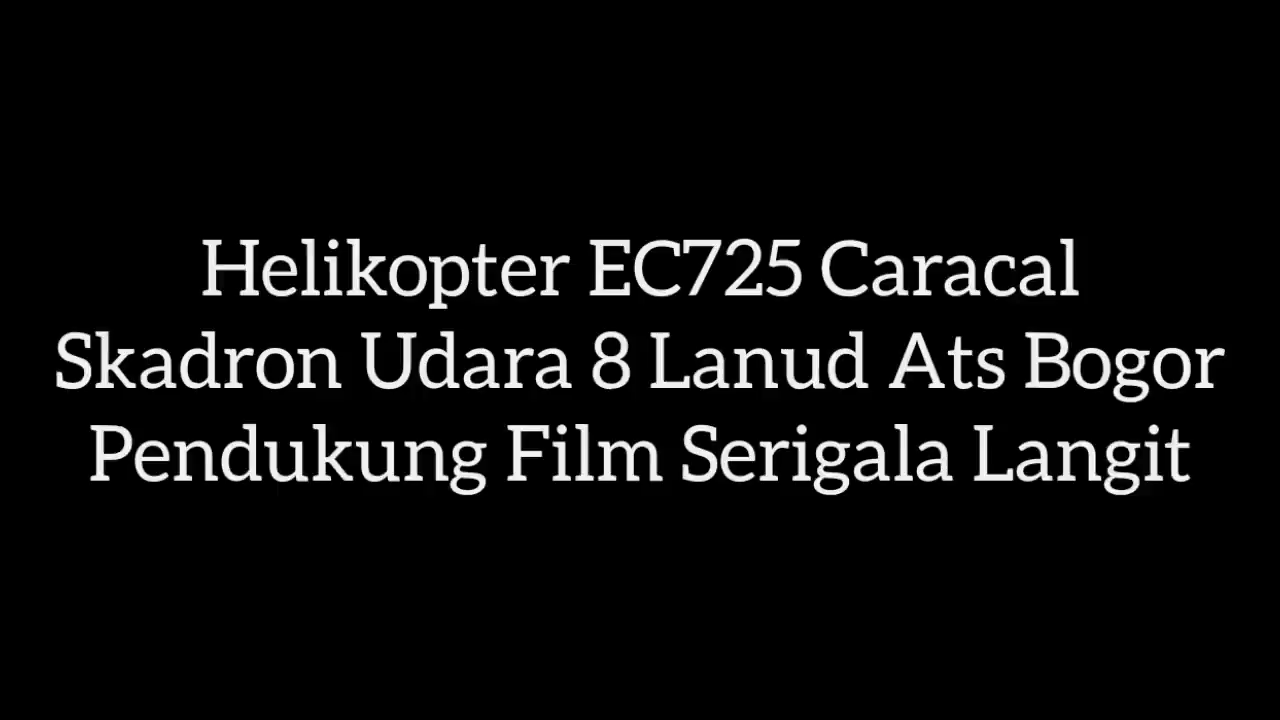 Helikopter EC725 Caracal
Skadron Udara 8 Lanud Ats Bogor
Pendukung Film Serigala Langit